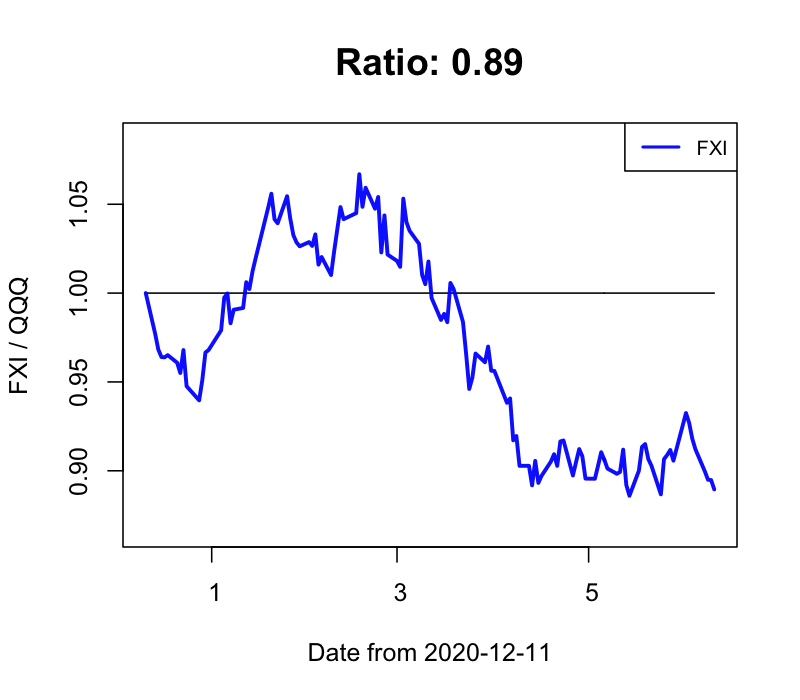 Ratio: 0.89
FXI
FXI / QQQ
1.05
1.00
0.95
0.90
1 3 5
Date from 2020-12-11